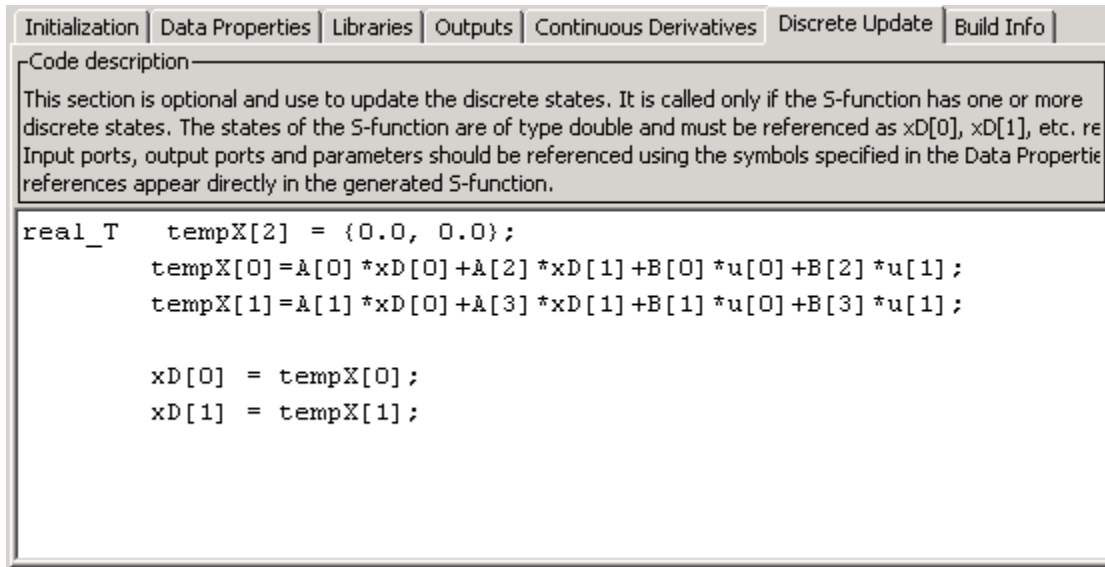 Initialization Data Properties Libraries Outputs Continuous Derivatives Discrete Update Build Info
Code description
This section is optional and use to update the discrete states. It is called only if the S-function has one or more
discrete states. The states of the S-function are of type double and must be referenced as xD[0], xD[1], etc. re
Input ports, output ports and parameters should be referenced using the symbols specified in the Data Propertie
references appear directly in the generated S-function.
real_T tempX[2] = {0.0, 0.0};
tempX[0]=A[0]*xD[0]+A[2]*xD[1]+B[0]*u[0]+B[2]*u[1];
tempX[1]=A[1]*xD[0]+A[3]*xD[1]+B[1]*u[0]+B[3]*u[1];
xD[0] = tempX[0];
xD[1] = tempX[1];